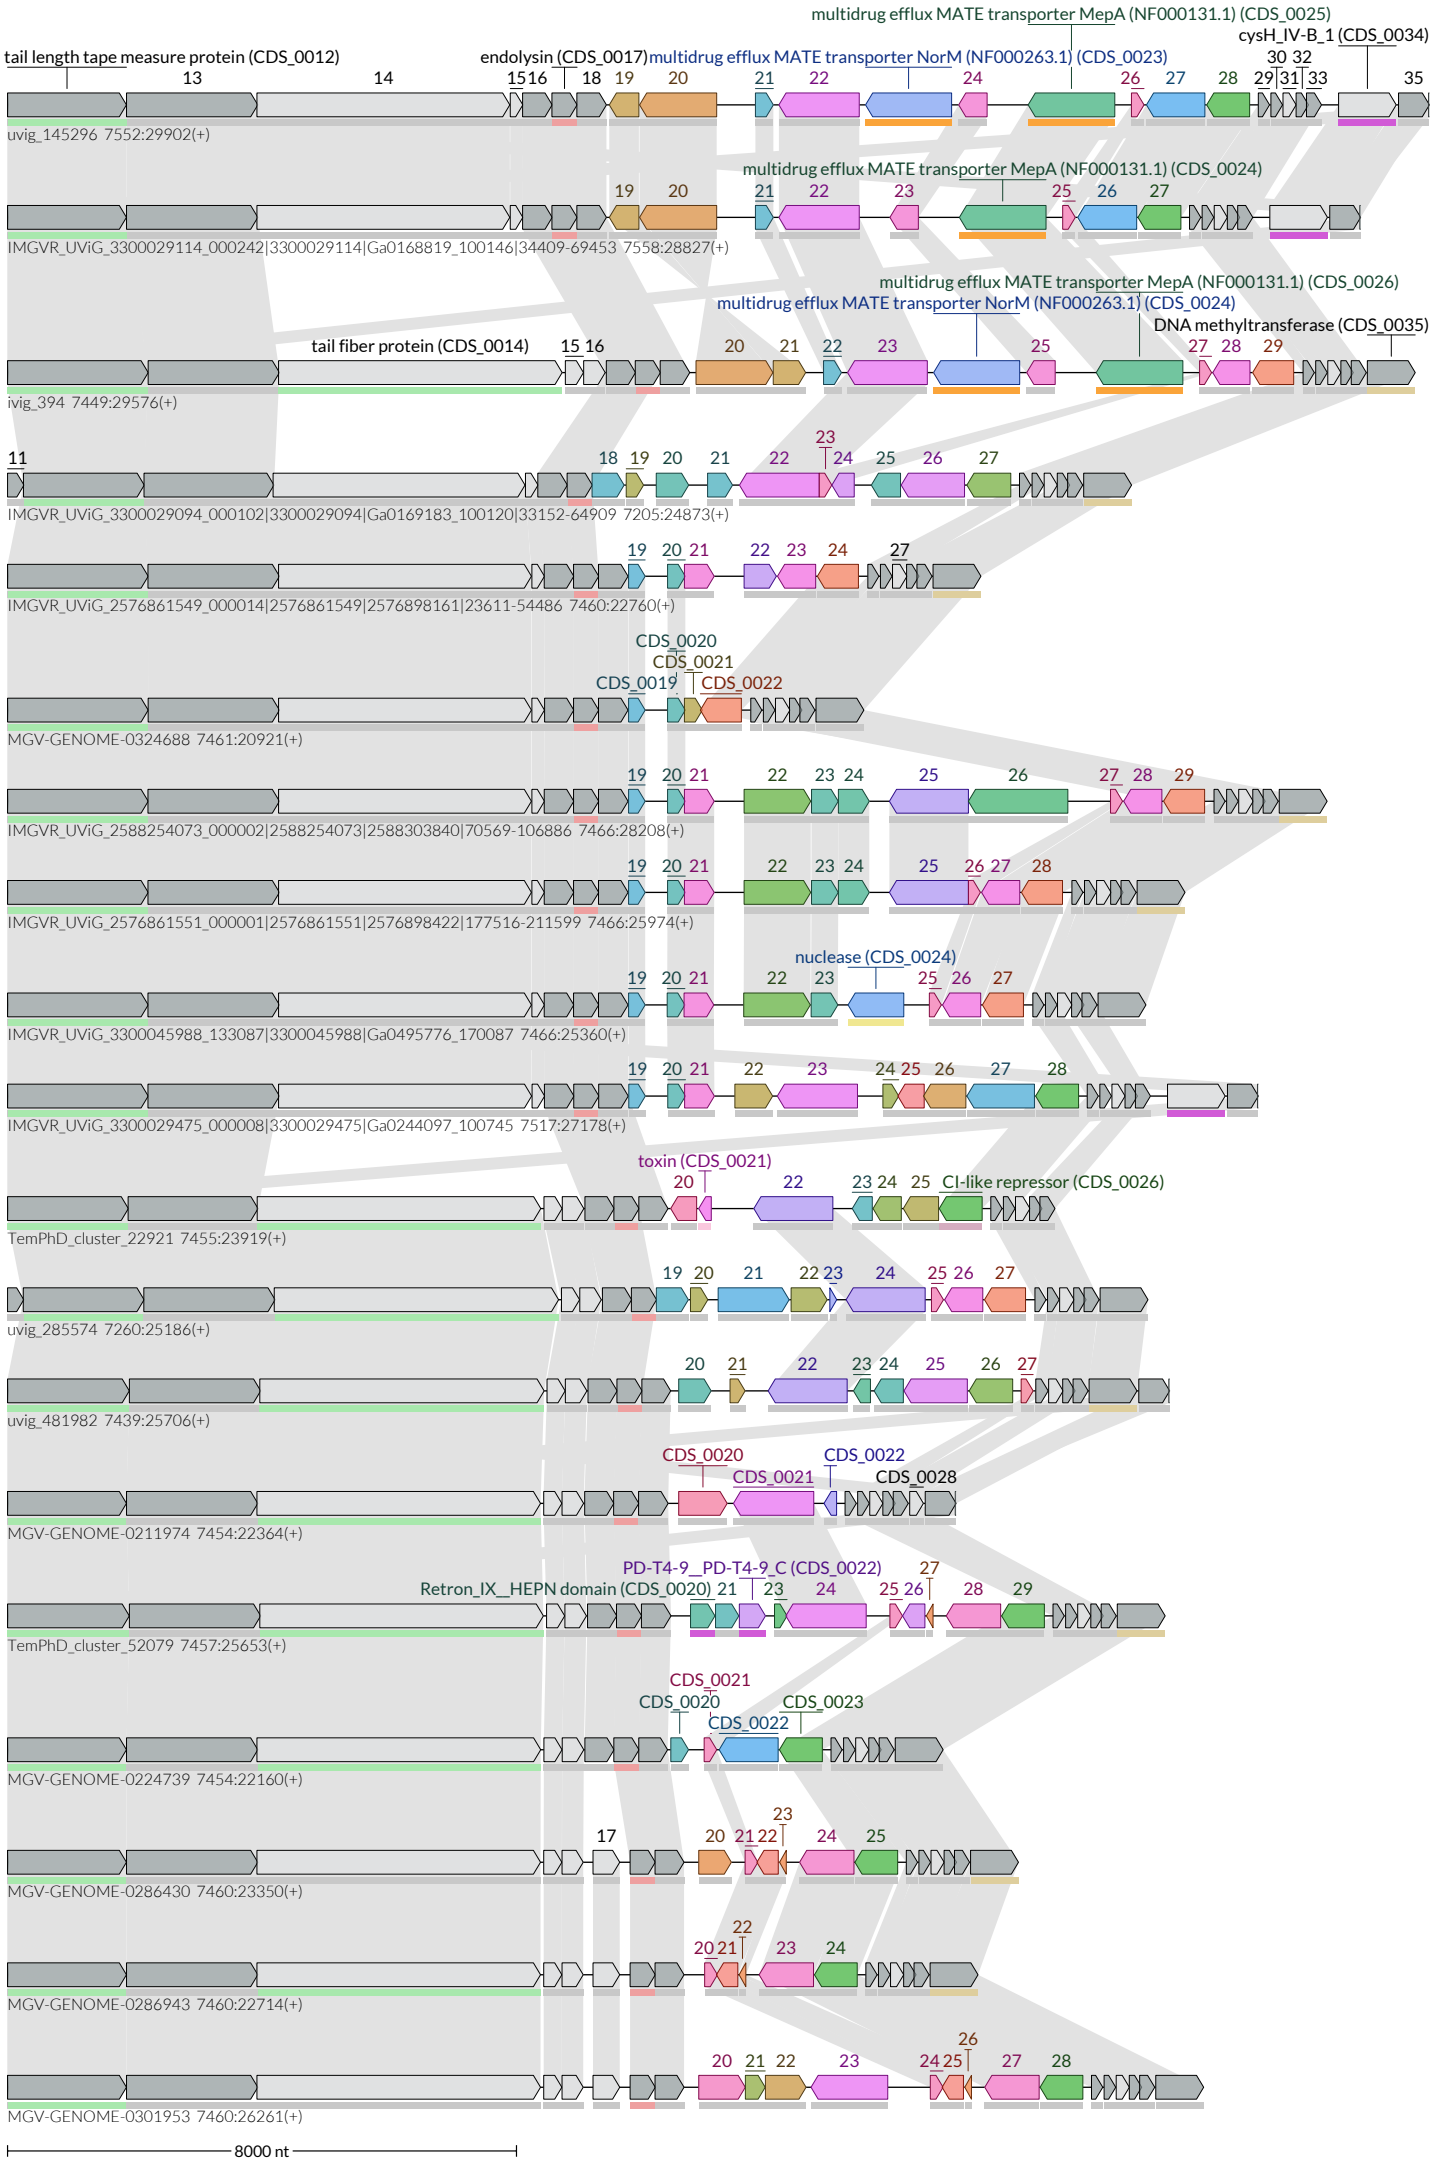 multidrug efflux MATE transporter MepA (NF000131.1) (CDS_0025)
cysH_IV-B_1 (CDS_0034)
tail length tape measure protein (CDS_0012) endolysin (CDS_0017) multidrug efflux MATE transporter NorM (NF000263.1) (CDS_0023) 30 32
13 14 15 16 18 19 20 21 22 24 26 27 28 29 31 33 35
uvig_145296 7552:29902(+)
multidrug efflux MATE transporter MepA (NF000131.1) (CDS_0024)
19 20 21 22 23 25 26 27
IMGVR_UViG_3300029114_000242|3300029114|Ga0168819_100146|34409-69453 7558:28827(+)
multidrug efflux MATE transporter MepA (NF000131.1) (CDS_0026)
multidrug efflux MATE transporter NorM (NF000263.1) (CDS_0024)
DNA methyltransferase (CDS_0035)
tail fiber protein (CDS_0014) 15 16 20 21 22 23 25 27 28 29
ivig_394 7449:29576(+)
23
11 18 19 20 21 22 24 25 26 27
IMGVR_UViG_3300029094_000102|3300029094|Ga0169183_100120|33152-64909 7205:24873(+)
19 20 21 22 23 24 27
IMGVR_UViG_2576861549_000014|2576861549|2576898161|23611-54486 7460:22760(+)
CDS_0020
CDS_0021
CDS_0019 CDS_0022
MGV-GENOME-0324688 7461:20921(+)
19 20 21 22 23 24 25 26 27 28 29
IMGVR_UViG_2588254073_000002|2588254073|2588303840|70569-106886 7466:28208(+)
19 20 21 22 23 24 25 26 27 28
IMGVR_UViG_2576861551_000001|2576861551|2576898422|177516-211599 7466:25974(+)
nuclease (CDS_0024)
19 20 21 22 23 25 26 27
IMGVR_UViG_3300045988_133087|3300045988|Ga0495776_170087 7466:25360(+)
19 20 21 22 23 24 25 26 27 28
IMGVR_UViG_3300029475_000008|3300029475|Ga0244097_100745 7517:27178(+)
toxin (CDS_0021)
20 22 23 24 25 CI-like repressor (CDS_0026)
TemPhD_cluster_22921 7455:23919(+)
19 20 21 22 23 24 25 26 27
uvig_285574 7260:25186(+)
20 21 22 23 24 25 26 27
uvig_481982 7439:25706(+)
CDS_0020 CDS_0022
CDS_0021 CDS_0028
MGV-GENOME-0211974 7454:22364(+)
PD-T4-9__PD-T4-9_C (CDS_0022) 27
Retron_IX__HEPN domain (CDS_0020) 21 23 24 25 26 28 29
TemPhD_cluster_52079 7457:25653(+)
CDS_0021
CDS_0020 CDS_0023
CDS_0022
MGV-GENOME-0224739 7454:22160(+)
23
17 20 21 22 24 25
MGV-GENOME-0286430 7460:23350(+)
22
20 21 23 24
MGV-GENOME-0286943 7460:22714(+)
26
20 21 22 23 24 25 27 28
MGV-GENOME-0301953 7460:26261(+)
8000 nt